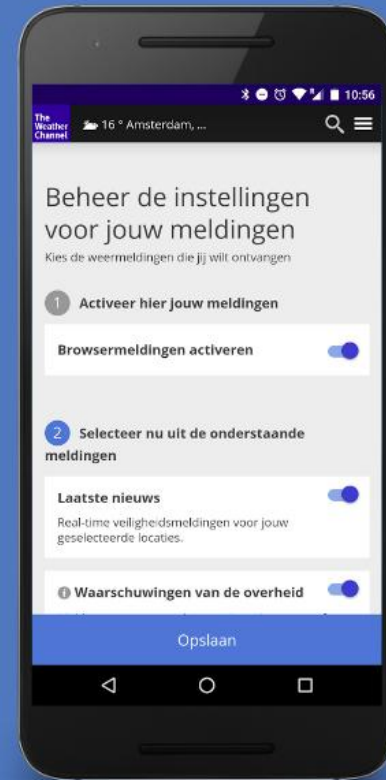 10:56
The
Weather
Channel
16 ° Amsterdam, ...
Beheer de instellingen
voor jouw meldingen
Kies de weermeldingen die jij wilt ontvangen
1 Activeer hier jouw meldingen
Browsermeldingen activeren
2 Selecteer nu uit de onderstaande
meldingen
Laatste nieuws
Real-time veiligheidsmeldingen voor jouw
geselecteerde locaties.
Waarschuwingen van de overheid
Opslaan